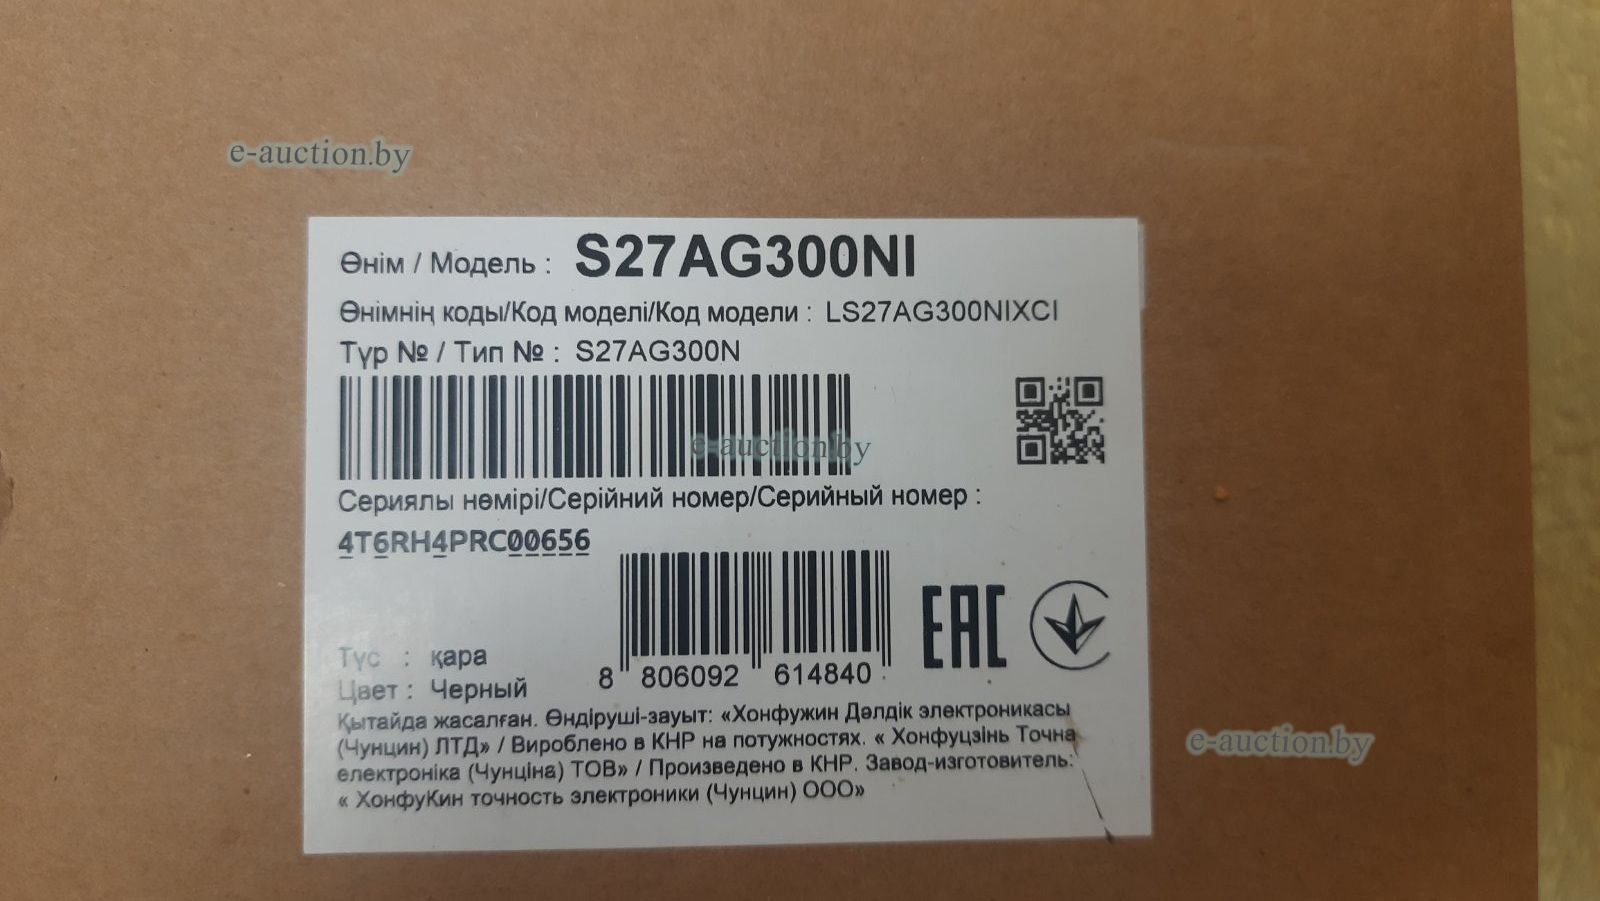 e-auction.by
Өнім / Модель : S27AG300NI
Өнімнің коды/Код моделі/Код модели : LS27AG300NIXCI
Түр № / Тип № : S27AG300N
e-auction.by
Сериялы нөмірі/Серійний номер/Серийный номер :
4T6RH4PRC00656
8 806092 614840
EAC
Түс : қара
Цвет : Черный
Қытайда жасалған. Өндіруші-зауыт: «Хонфужин Дəлдік электроникасы
(Чунцин) ЛТД» / Вироблено в КНР на потужностях. « Хонфуцзінь Точна
електроніка (Чунціна) ТОВ» / Произведено в КНР. Завод-изготовитель:
« ХонфуКин точность электроники (Чунцин) ООО»
e-auction.by